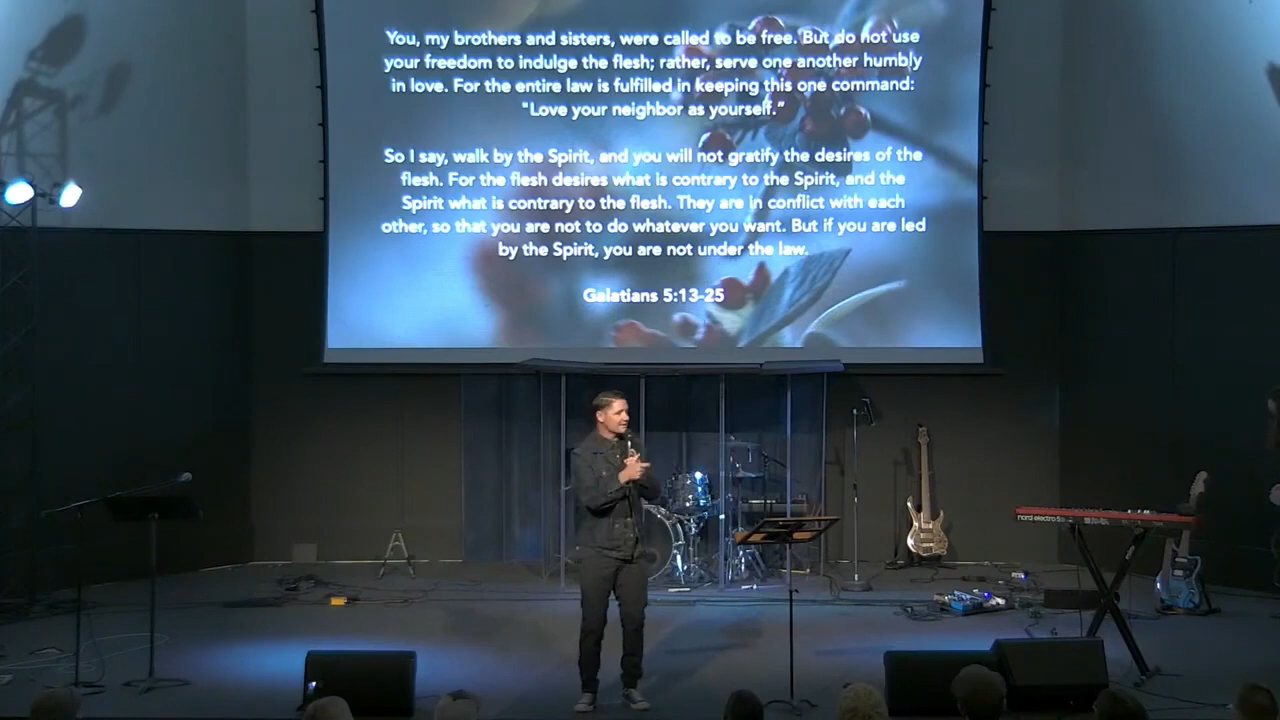 You, my brothers and sisters, were called to be free. But do not use
your freedom to indulge the flesh; rather, serve one another humbly
in love. For the entire law is fulfilled in keeping this one command:
"Love your neighbor as yourself.”
So I say, walk by the Spirit, and you will not gratify the desires of the
flesh. For the flesh desires what is contrary to the Spirit, and the
Spirit what is contrary to the flesh. They are in conflict with each
other, so that you are not to do whatever you want. But if you are led
by the Spirit, you are not under the law.
Galatians 5:13-25
nord electro